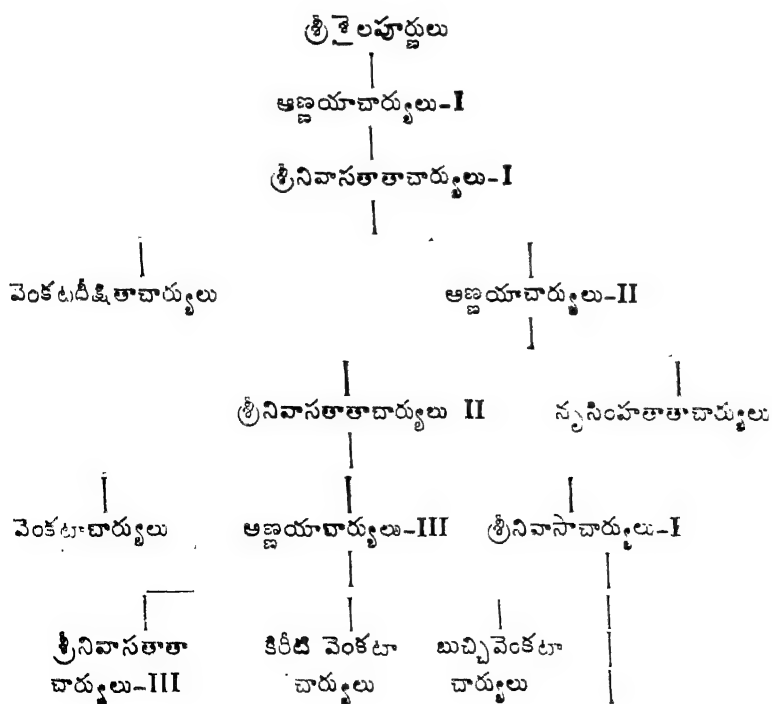 శ్రీశైలపూర్ణులు
ఆణ్ణయాచార్యులు-I
శ్రీనివాసతాతాచార్యులు-I
వెంకటదీక్షితాచార్యులు ఆణ్ణయాచార్యులు-II
శ్రీనివాసతాతాచార్యులు II నృసింహతాతాచార్యులు
వెంకటాచార్యులు ఆణ్ణయాచార్యులు-III శ్రీనివాసాచార్యులు-I
శ్రీనివాసతాతా కిరీటి వెంకటా బుచ్చివెంకటా
చార్యులు-III చార్యులు చార్యులు